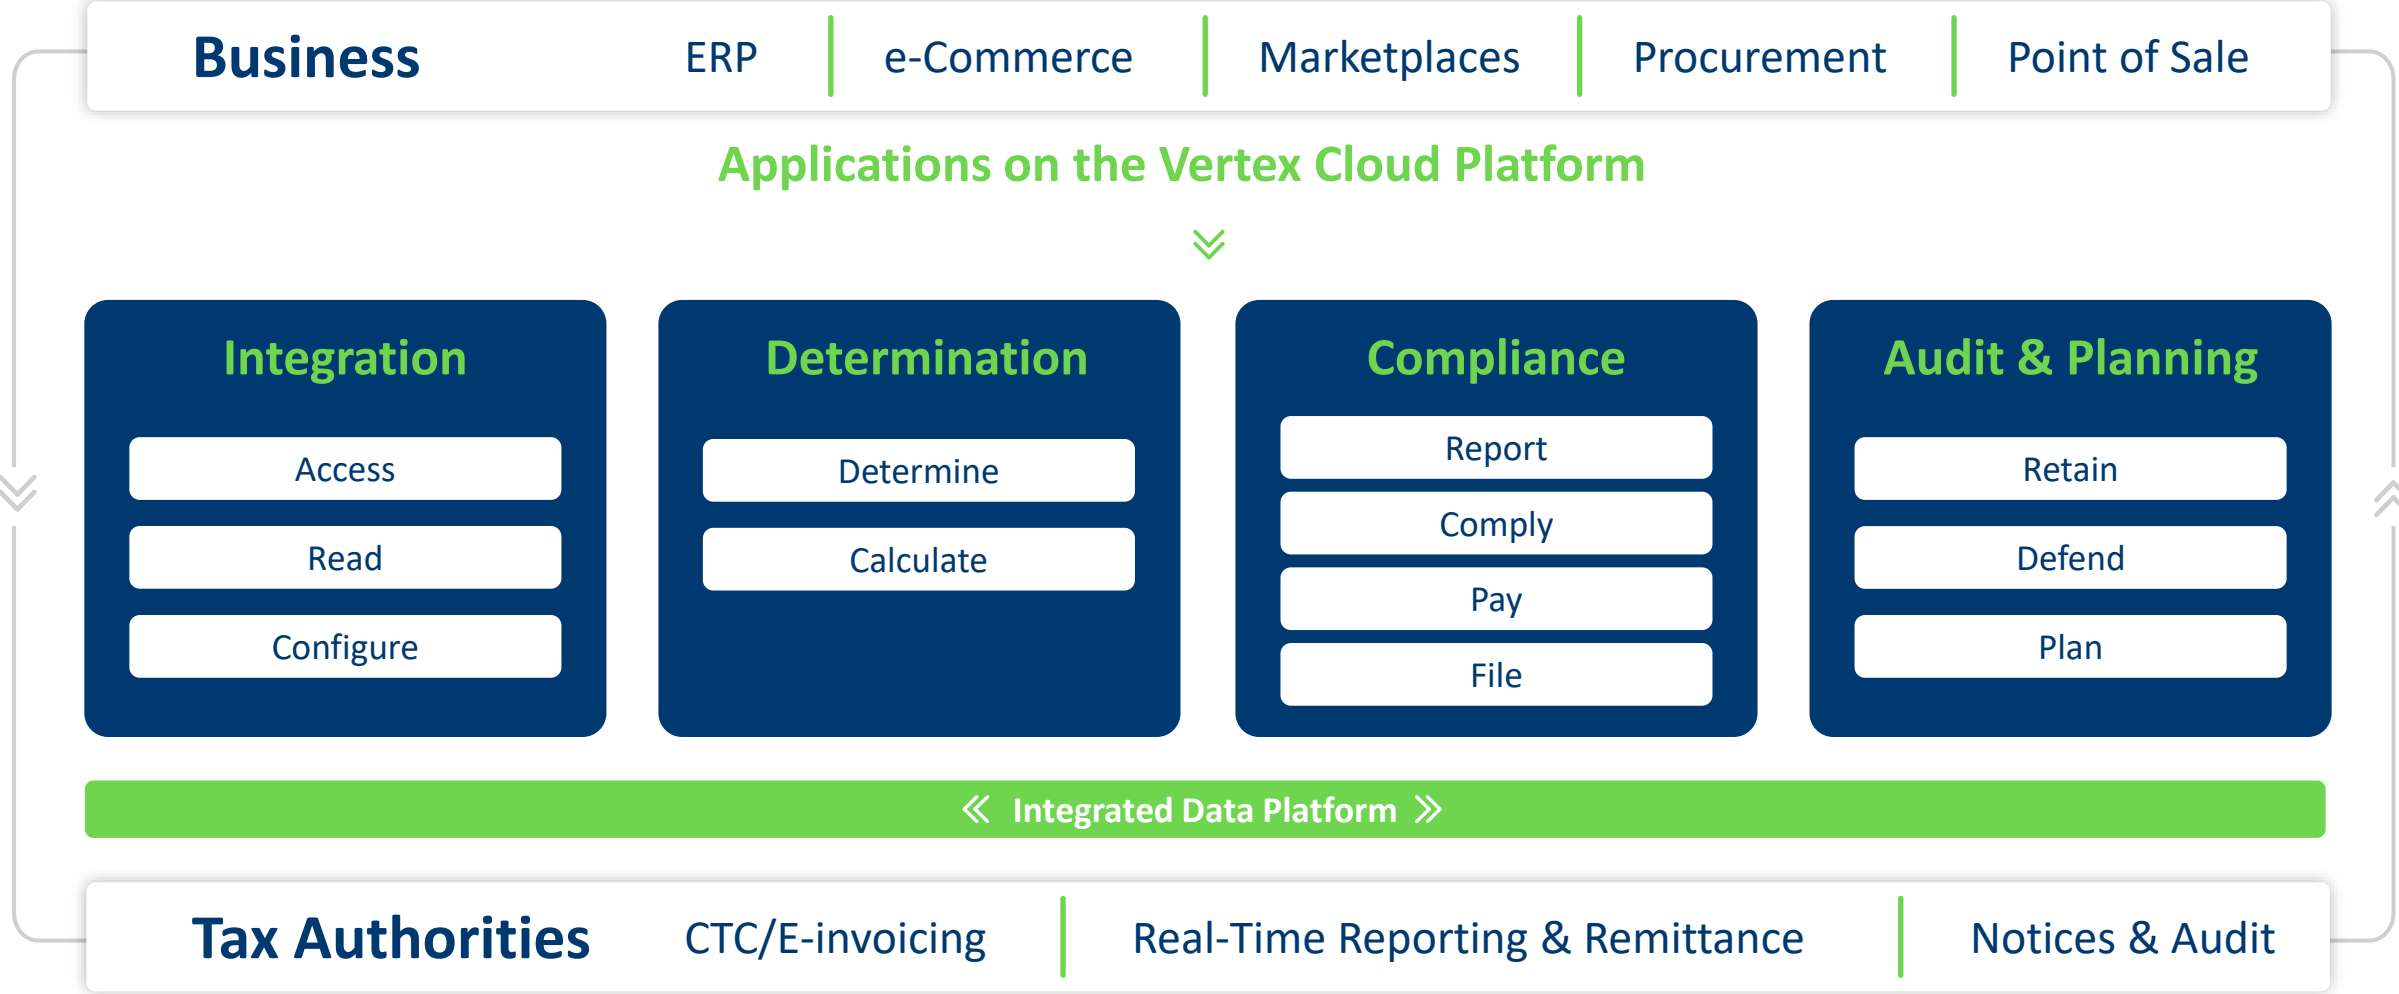 Business ERP e-Commerce Marketplaces Procurement Point of Sale
Applications on the Vertex Cloud Platform
Integration
Access
Read
Configure
Determination
Determine
Calculate
Compliance
Report
Comply
Pay
File
Audit & Planning
Retain
Defend
Plan
Integrated Data Platform
Tax Authorities CTC/E-invoicing Real-Time Reporting & Remittance Notices & Audit